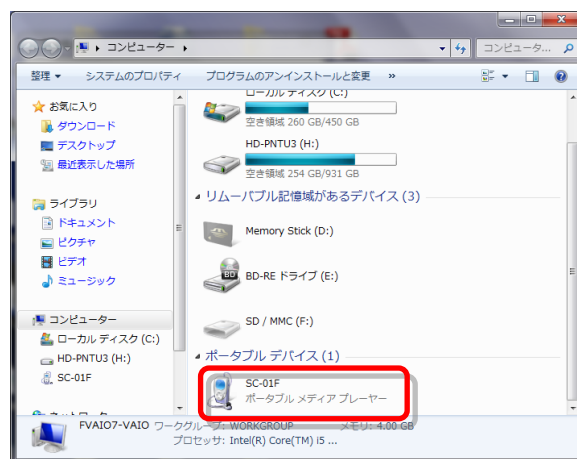 コンピューター
コンピュータ...
整理
システムのプロパティ
プログラムのアンインストールと変更
»
お気に入り
ダウンロード
デスクトップ
最近表示した場所
ライブラリ
ドキュメント
ピクチャ
ビデオ
ミュージック
コンピューター
ローカル ディスク (C:)
HD-PNTU3 (H:)
SC-01F
ローカル ディスク (C:)
空き領域 260 GB/450 GB
HD-PNTU3 (H:)
空き領域 254 GB/931 GB
リムーバブル記憶域があるデバイス (3)
Memory Stick (D:)
BD
BD-RE ドライブ (E:)
SD / MMC (F:)
ポータブル デバイス (1)
SC-01F
ポータブル メディア プレーヤー
FVAIO7-VAIO ワークグループ: WORKGROUP メモリ: 4.00 GB
プロセッサ: Intel(R) Core(TM) i5 ...